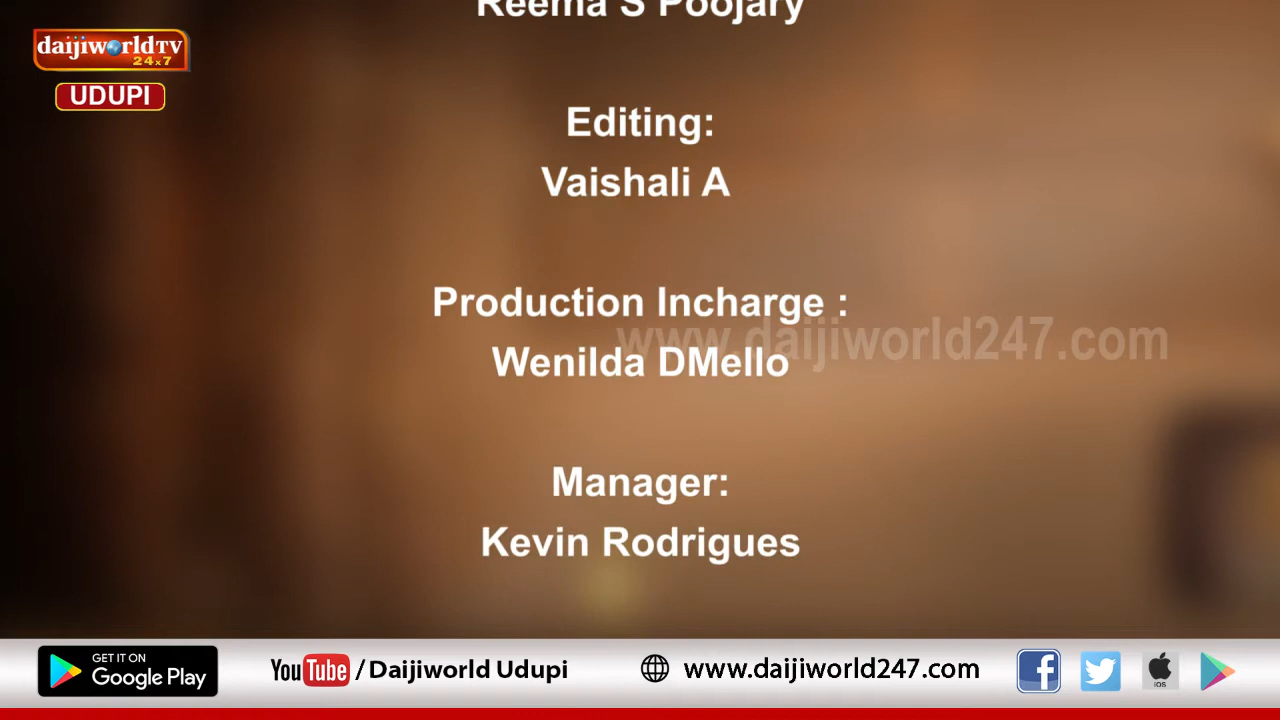 Reema S Poojary
daijiworldTV
24x7
UDUPI
Editing:
Vaishali A
Production Incharge :
www.daijiworld247.com
Wenilda DMello
Manager:
Kevin Rodrigues
GET IT ON
Google Play
YouTube /Daijiworld Udupi
www.daijiworld247.com
iOS